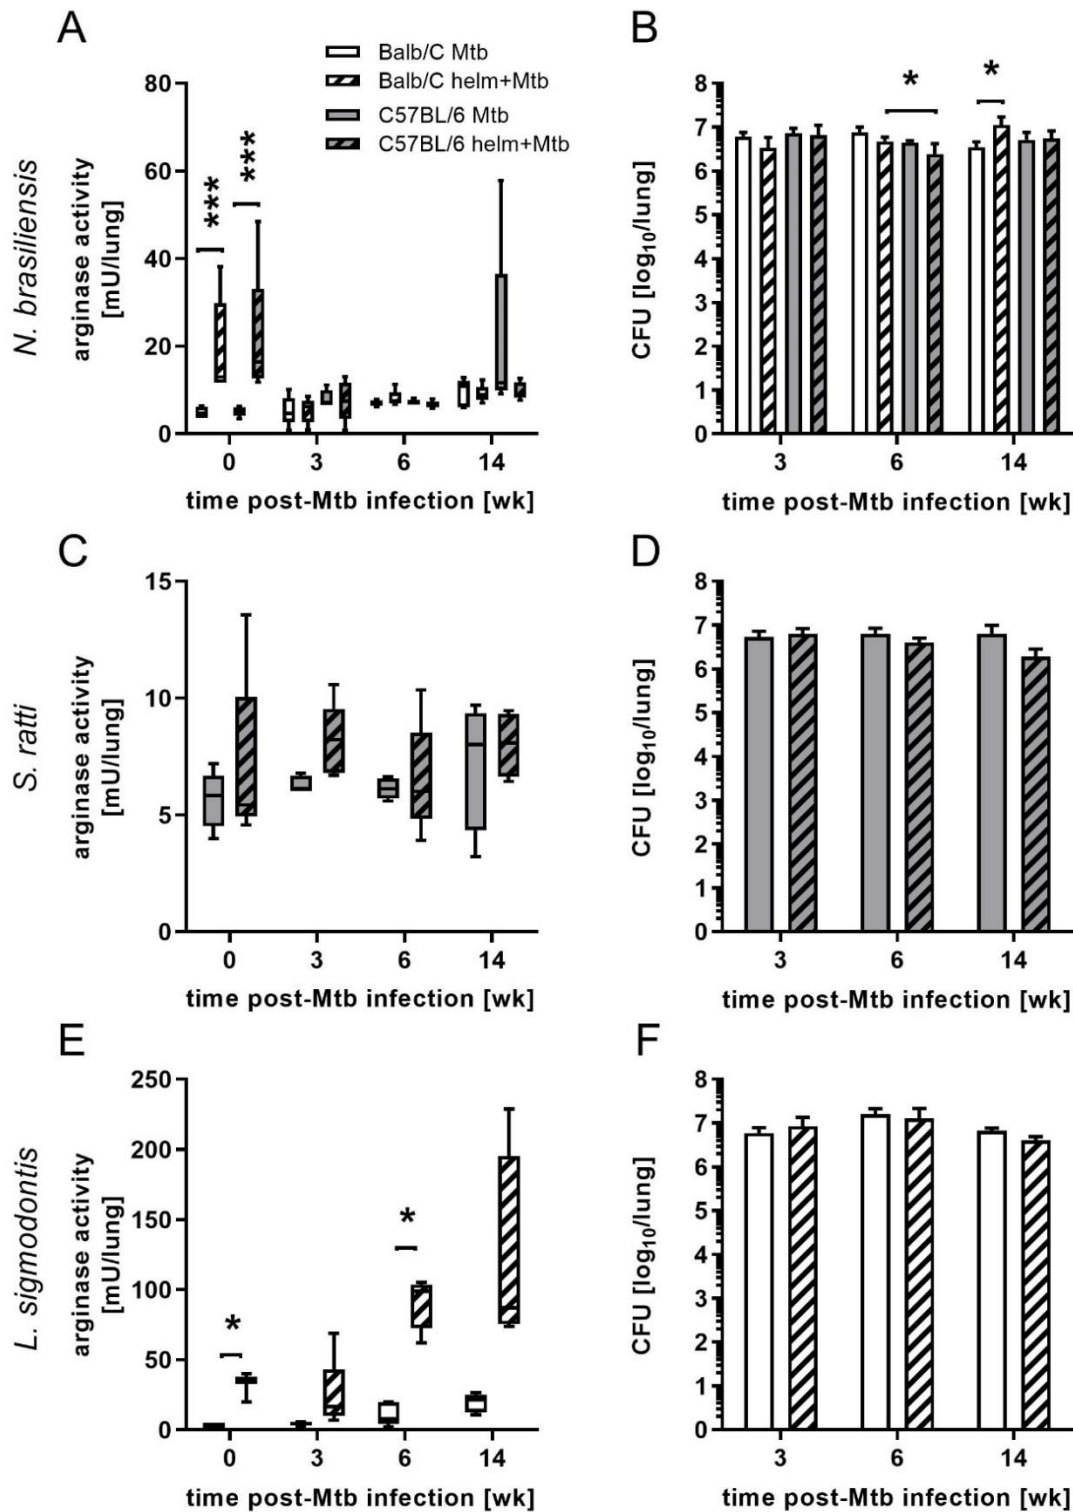 A
B
Balb/C Mtb
Balb/C helm+Mtb
C57BL/6 Mtb
C57BL/6 helm+Mtb
N. brasiliensis
arginase activity
[mU/lung]
80
60
40
20
0
***
***
0 3 6 14
time post-Mtb infection [wk]
CFU [log10/lung]
8
7
6
5
4
3
2
1
0
*
*
3 6 14
time post-Mtb infection [wk]
C
D
S. ratti
arginase activity
[mU/lung]
15
10
5
0
0 3 6 14
time post-Mtb infection [wk]
CFU [log10/lung]
8
7
6
5
4
3
2
1
0
3 6 14
time post-Mtb infection [wk]
E
F
L. sigmodontis
arginase activity
[mU/lung]
250
200
150
100
50
0
*
*
0 3 6 14
time post-Mtb infection [wk]
CFU [log10/lung]
8
7
6
5
4
3
2
1
0
3 6 14
time post-Mtb infection [wk]